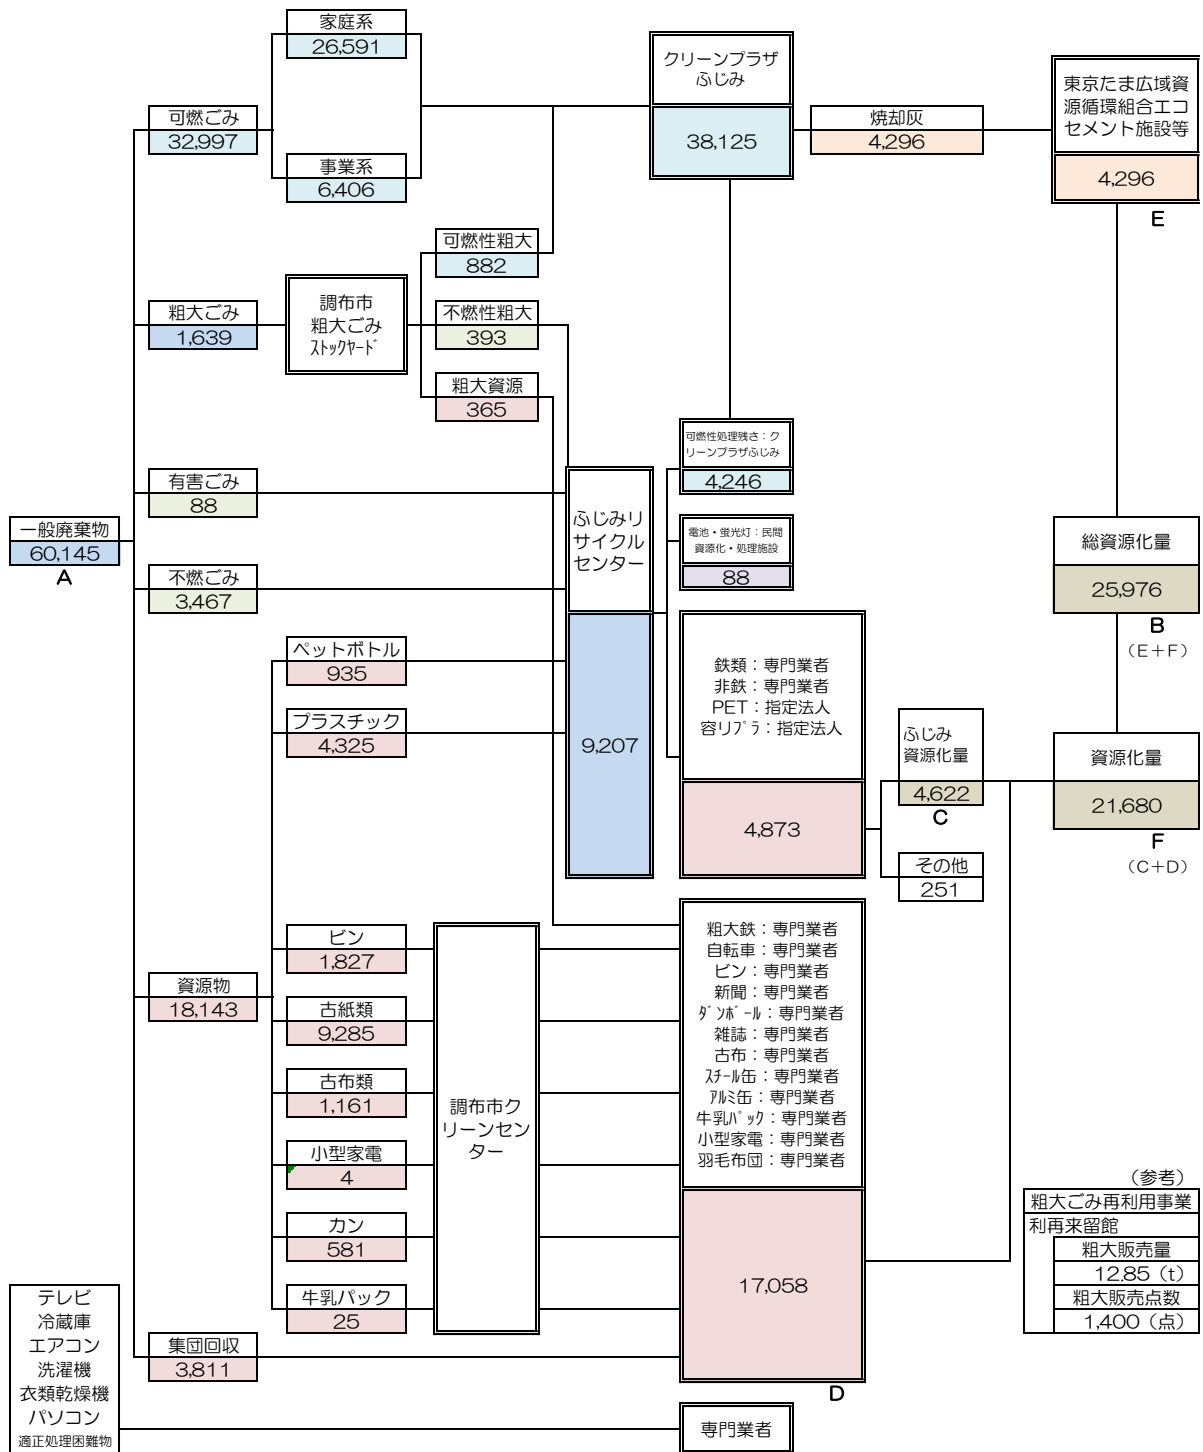 家庭系
26,591
クリーンプラザ
ふじみ
38,125
東京たま広域資
源循環組合エコ
セメント施設等
4,296
E
可燃ごみ
32,997
焼却灰
4,296
事業系
6,406
可燃性粗大
882
粗大ごみ
1,639
調布市
粗大ごみ
ｽﾄｯｸﾔｰﾄﾞ
不燃性粗大
393
粗大資源
365
可燃性処理残さ：ク
リーンプラザふじみ
4,246
有害ごみ
88
ふじみリ
サイクル
センター
9,207
一般廃棄物
60,145
A
電池・蛍光灯：民間
資源化・処理施設
88
総資源化量
25,976
B
（E＋F）
不燃ごみ
3,467
ペットボトル
935
鉄類：専門業者
非鉄：専門業者
PET：指定法人
容リﾌﾟﾗ：指定法人
4,873
プラスチック
4,325
ふじみ
資源化量
4,622
C
資源化量
21,680
F
（C＋D）
その他
251
ビン
1,827
粗大鉄：専門業者
自転車：専門業者
ビン：専門業者
新聞：専門業者
ﾀﾞﾝﾎﾞｰﾙ：専門業者
雑誌：専門業者
古布：専門業者
ｽﾁｰﾙ缶：専門業者
ｱﾙﾐ缶：専門業者
牛乳ﾊﾟｯｸ：専門業者
小型家電：専門業者
羽毛布団：専門業者
17,058
D
資源物
18,143
古紙類
9,285
古布類
1,161
調布市ク
リーンセン
ター
小型家電
4
カン
581
牛乳パック
25
（参考）
粗大ごみ再利用事業
利再来留館
粗大販売量
12.85（t）
粗大販売点数
1,400（点）
集団回収
3,811
テレビ
冷蔵庫
エアコン
洗濯機
衣類乾燥機
パソコン
適正処理困難物
専門業者